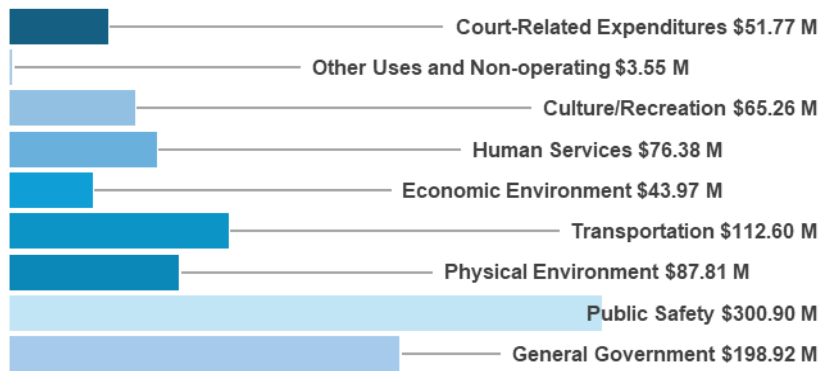 Court-Related Expenditures $51.77 M
Other Uses and Non-operating $3.55 M
Culture/Recreation $65.26 M
Human Services $76.38 M
Economic Environment $43.97 M
Transportation $112.60 M
Physical Environment $87.81 M
Public Safety $300.90 M
General Government $198.92 M